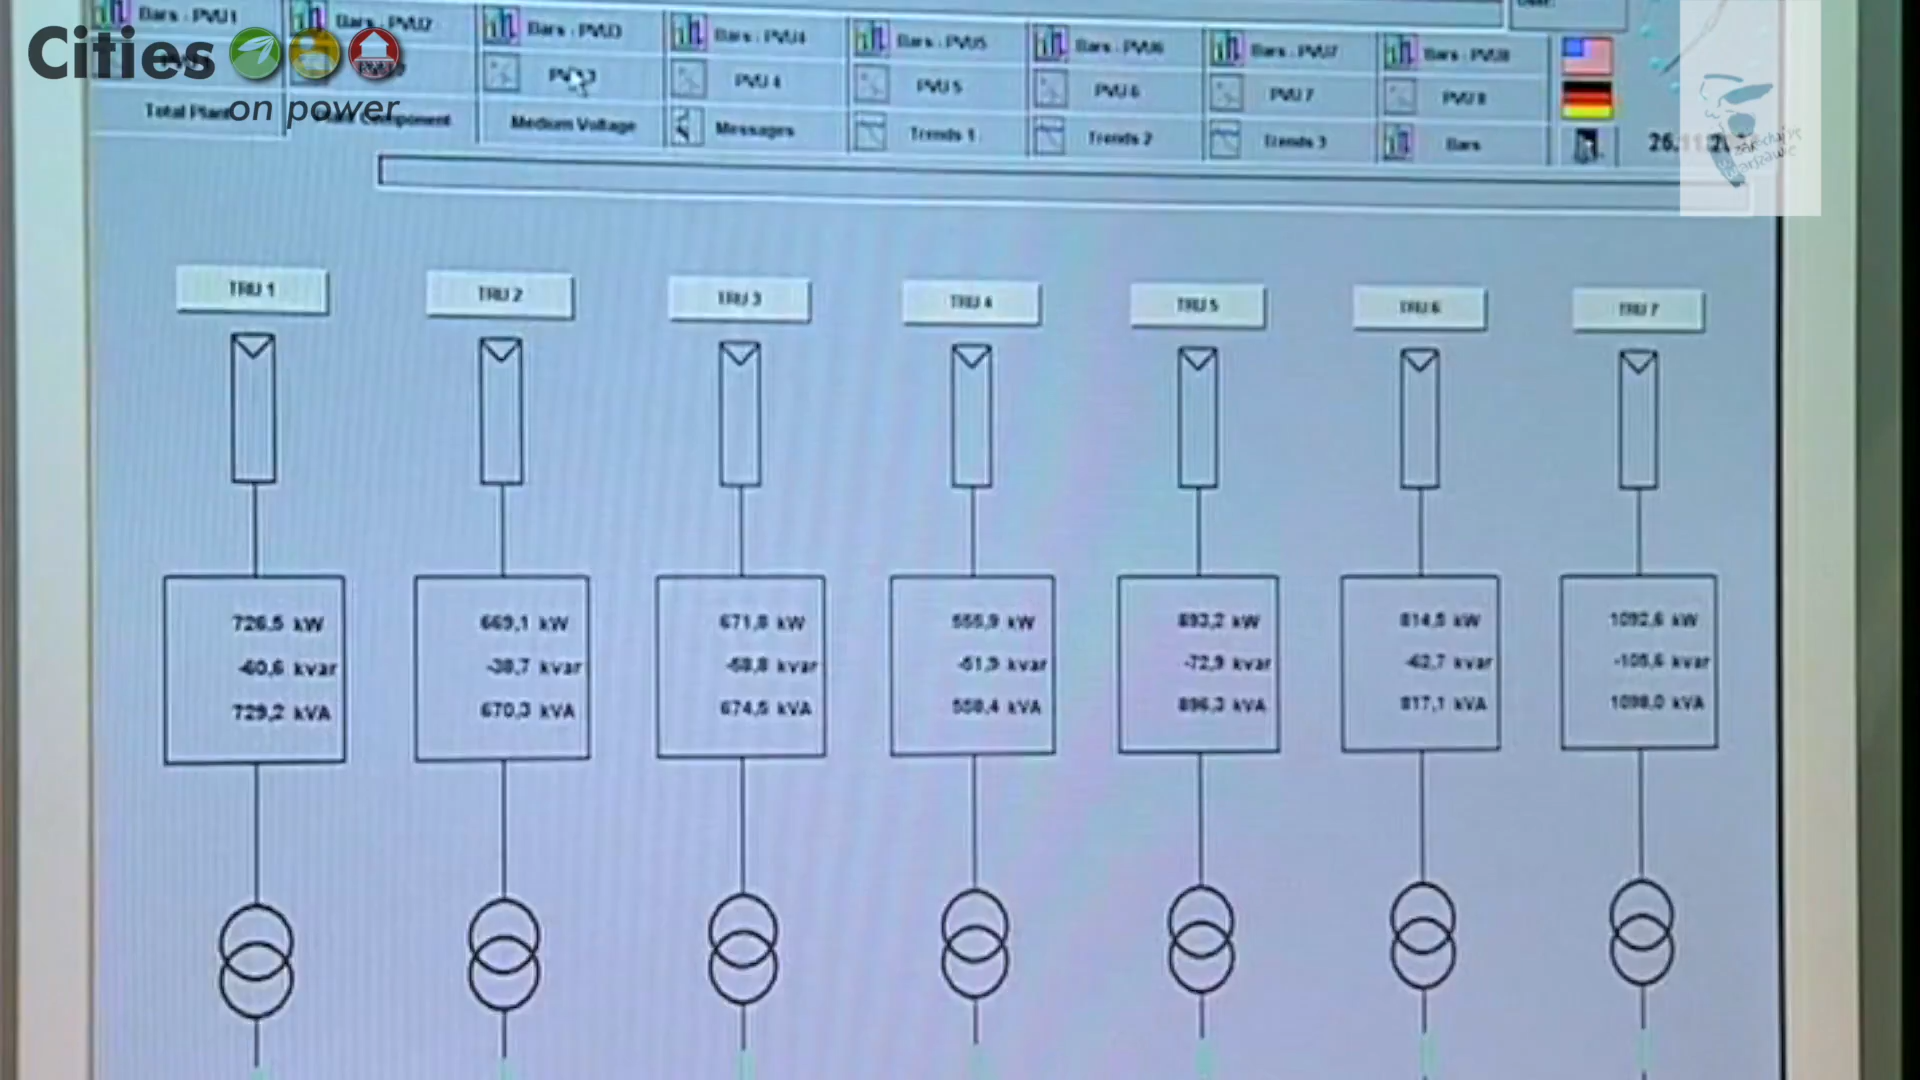 Bars - PVU1 Bars - PVU2 Bars - PVU3 Bars - PVU4 Bars - PVU5 Bars - PVU6 Bars - PVU7 Bars - PVU8
Cities
PVU 4 PVU 5 PVU 6 PVU 7 PVU 8
on power
Total Plant Medium Voltage Messages Trends 1 Trends 2 Trends 3 Bars
TRU 1 TRU 2 TRU 3 TRU 4 TRU 5 TRU 6 TRU 7
726,5 kW 669,1 kW 671,8 kW 555,9 kW 893,2 kW 814,5 kW 1092,6 kW
-60,6 kvar -38,7 kvar -58,8 kvar -51,9 kvar -72,9 kvar -62,7 kvar -105,6 kvar
729,2 kVA 670,3 kVA 674,5 kVA 558,4 kVA 896,3 kVA 817,1 kVA 1098,0 kVA